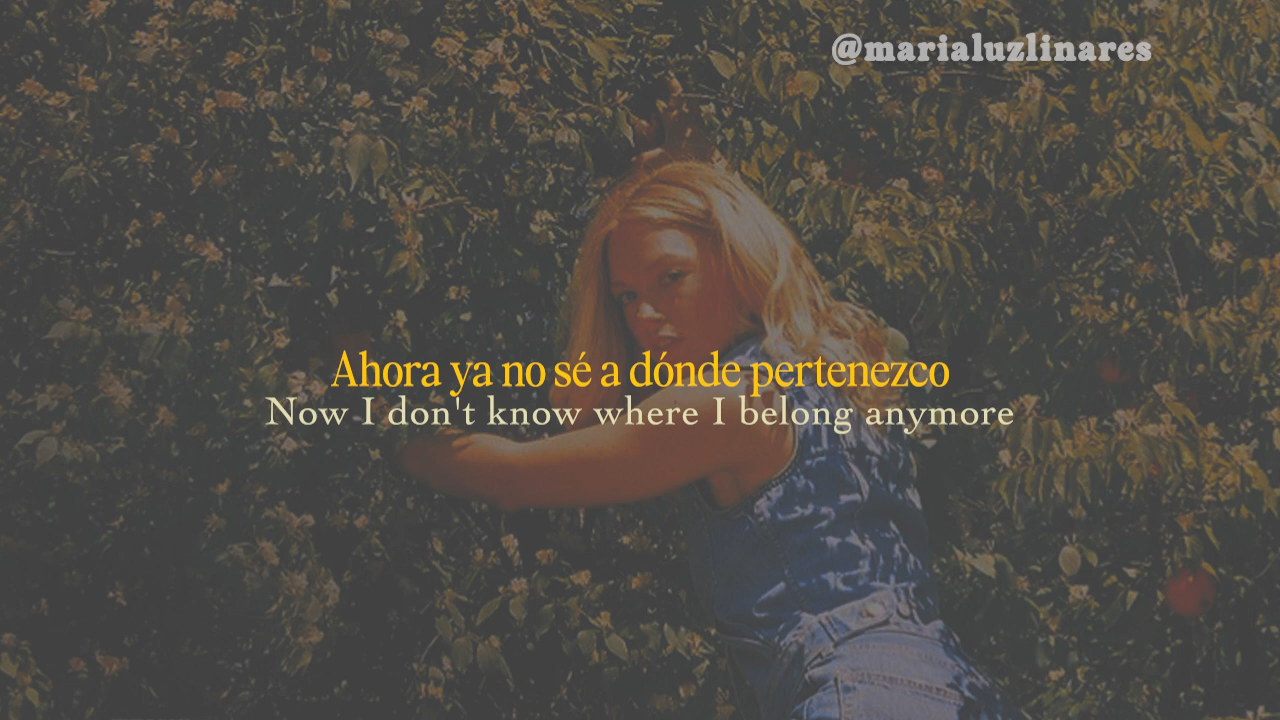 @marialuzlinares
Ahora ya no sé a dónde pertenezco
Now I don't know where I belong anymore